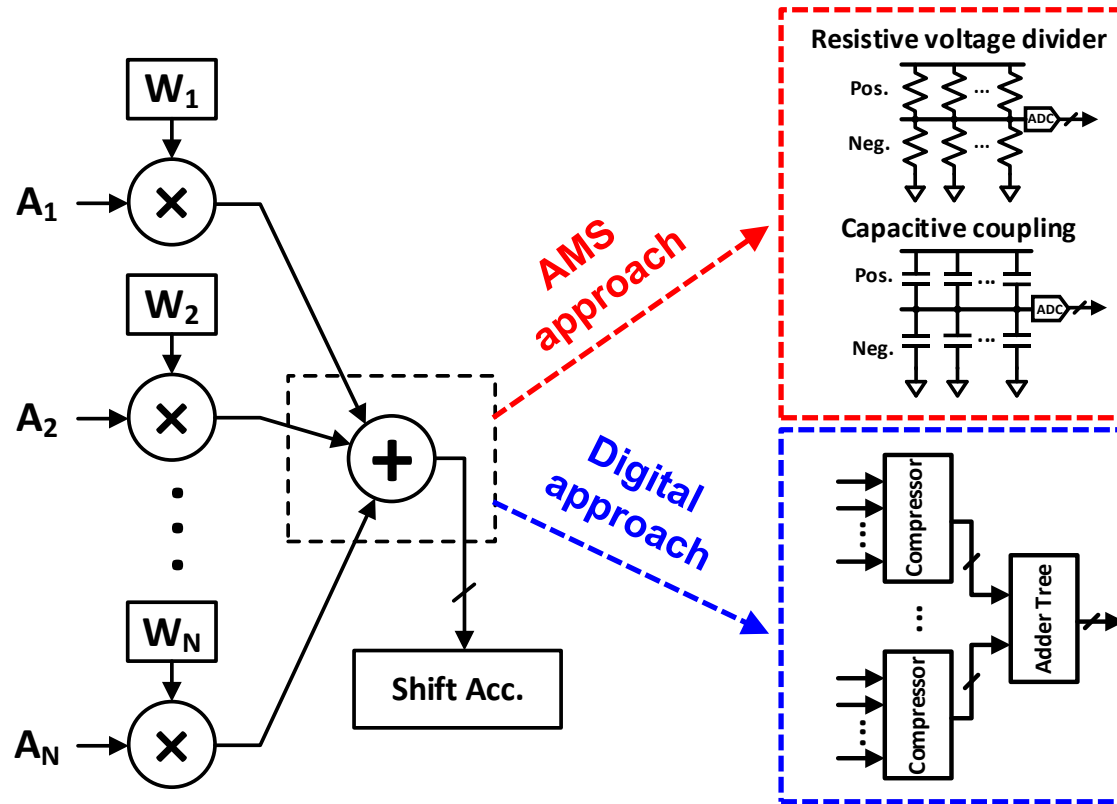 W1
A1
W2
A2
WN
AN
Shift Acc.
AMS
approach
Digital
approach
Resistive voltage divider
Pos.
...
ADC
Neg.
...
Capacitive coupling
Pos.
...
ADC
Neg.
...
Compressor
...
Compressor
Adder Tree